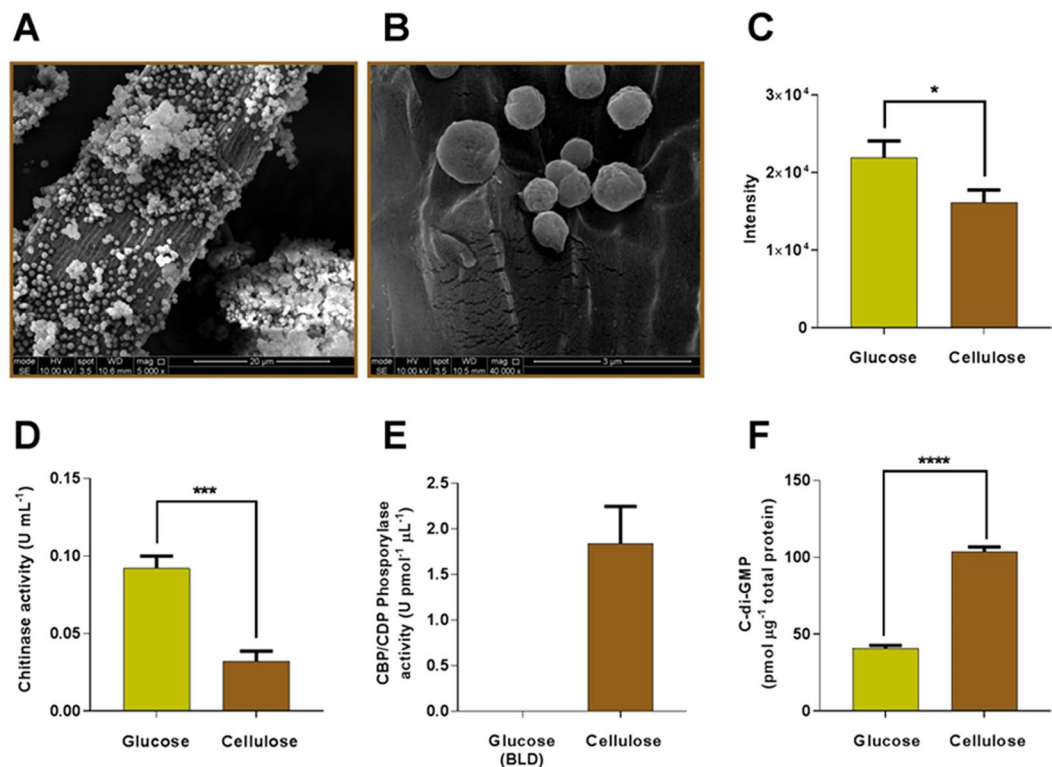 A
B
C
mode HV spot WD mag □ 20 µm
SE 10.00 kV 3.5 10.6 mm 5 000 x
mode HV spot WD mag □ 3 µm
SE 10.00 kV 3.5 10.5 mm 40 000 x
3×10⁴
2×10⁴
1×10⁴
0
Intensity
*
Glucose
Cellulose
D
0.15
0.10
0.05
0.00
Chitinase activity (U mL⁻¹)
***
Glucose
Cellulose
E
2.5
2.0
1.5
1.0
0.5
0.0
CBP/CDP Phosporylase
activity (U pmol⁻¹ µL⁻¹)
Glucose
(BLD)
Cellulose
F
150
100
50
0
C-di-GMP
(pmol µg⁻¹ total protein)
****
Glucose
Cellulose